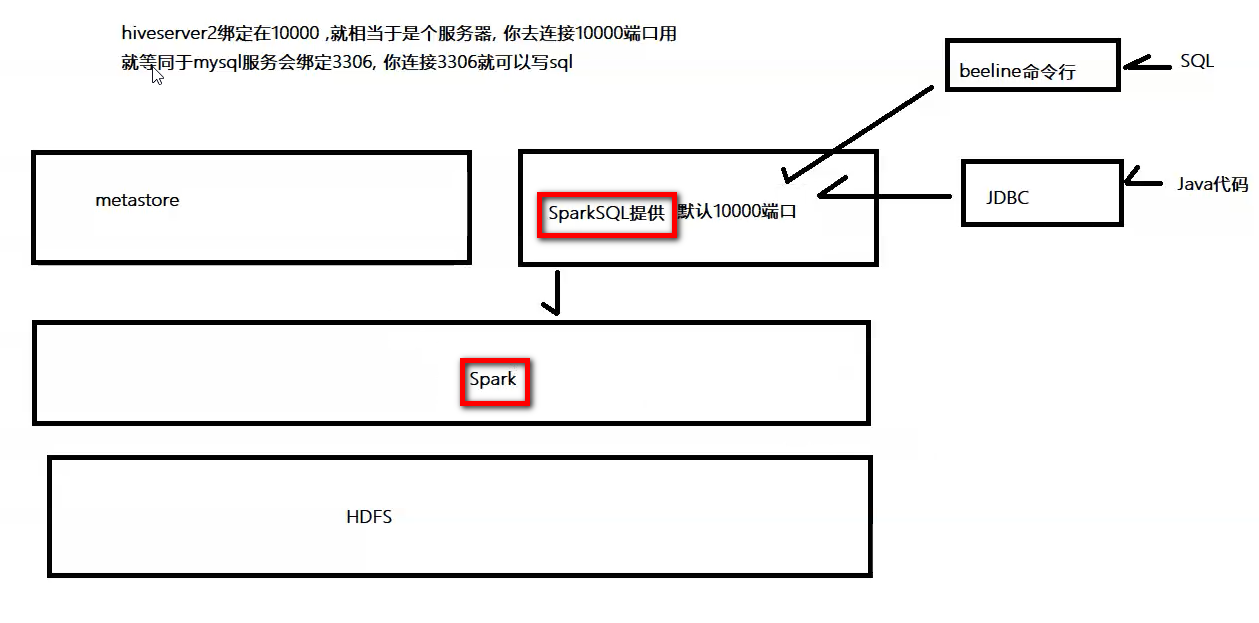 hiveserver2绑定在10000 ,就相当于是个服务器, 你去连接10000端口用
就等同于mysql服务会绑定3306, 你连接3306就可以写sql
beeline命令行
SQL
metastore
SparkSQL提供 默认10000端口
JDBC
Java代码
Spark
HDFS